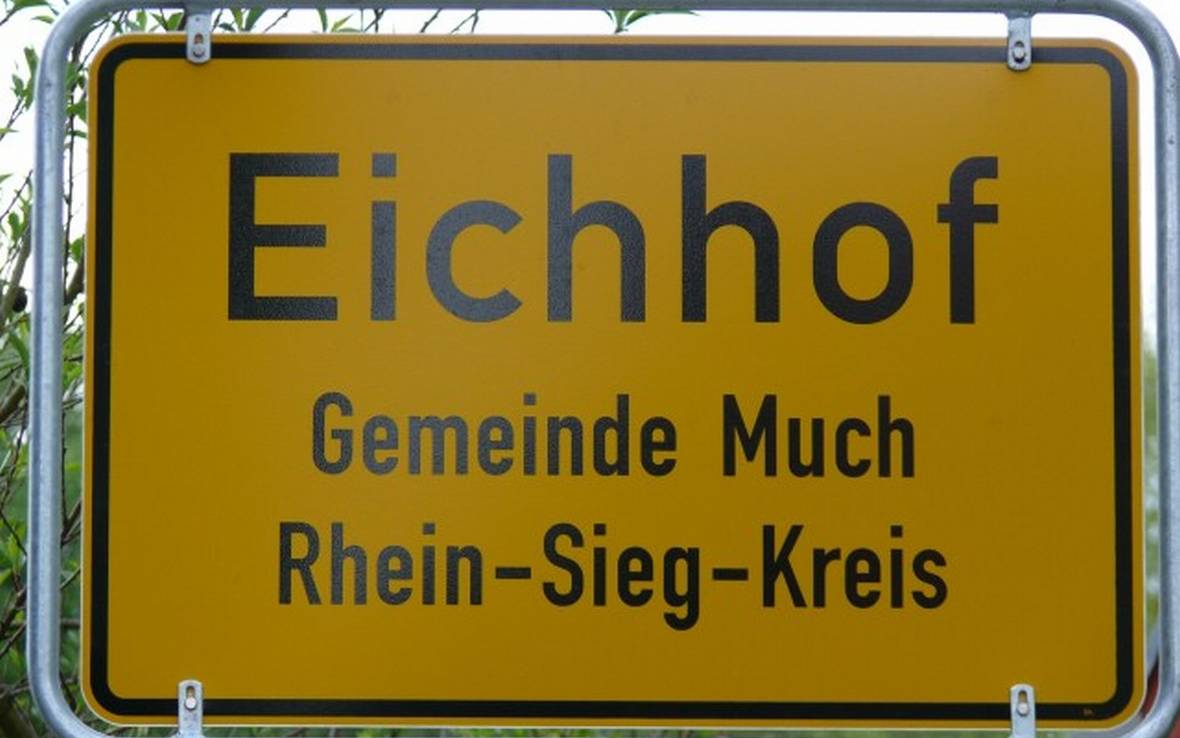 Eichhof
Gemeinde Much
Rhein-Sieg-Kreis